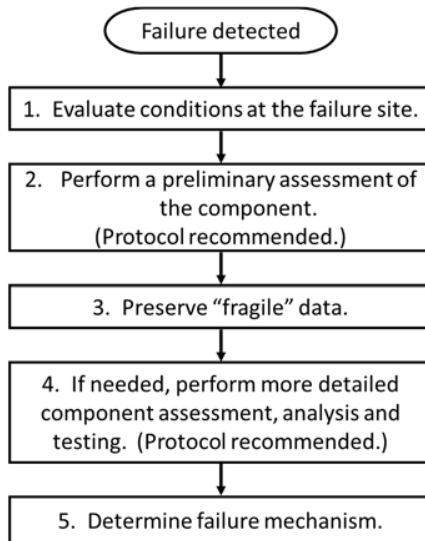 Failure detected
1. Evaluate conditions at the failure site.
2. Perform a preliminary assessment of
the component.
(Protocol recommended.)
3. Preserve “fragile” data.
4. If needed, perform more detailed
component assessment, analysis and
testing. (Protocol recommended.)
5. Determine failure mechanism.